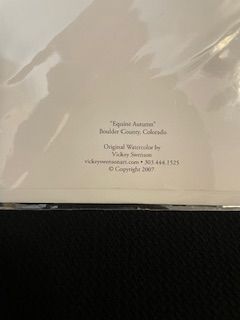 "Equine Autumn"
Boulder County, Colorado
Original Watercolor by
Vickey Swenson
vickeyswensonart.com • 303.444.1525
© Copyright 2007